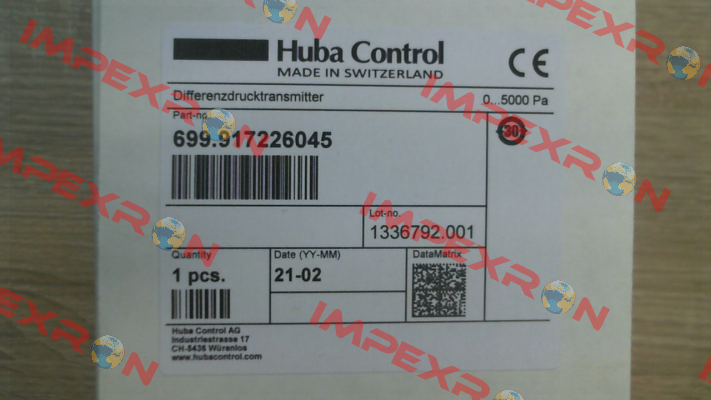 Huba Control
MADE IN SWITZERLAND
CE
Differenzdrucktransmitter 0...5000 Pa
Part-no.
699.917226045
30
Lot-no.
1336792.001
Quantity Date (YY-MM) DataMatrix
1 pcs. 21-02
Huba Control AG
Industriestrasse 17
CH-5436 Würenlos
www.hubacontrol.com
IMPEXRON
IMPEXRON
IMPEXRON
IMPEXRON
IMPEXRON
IMPEXRON